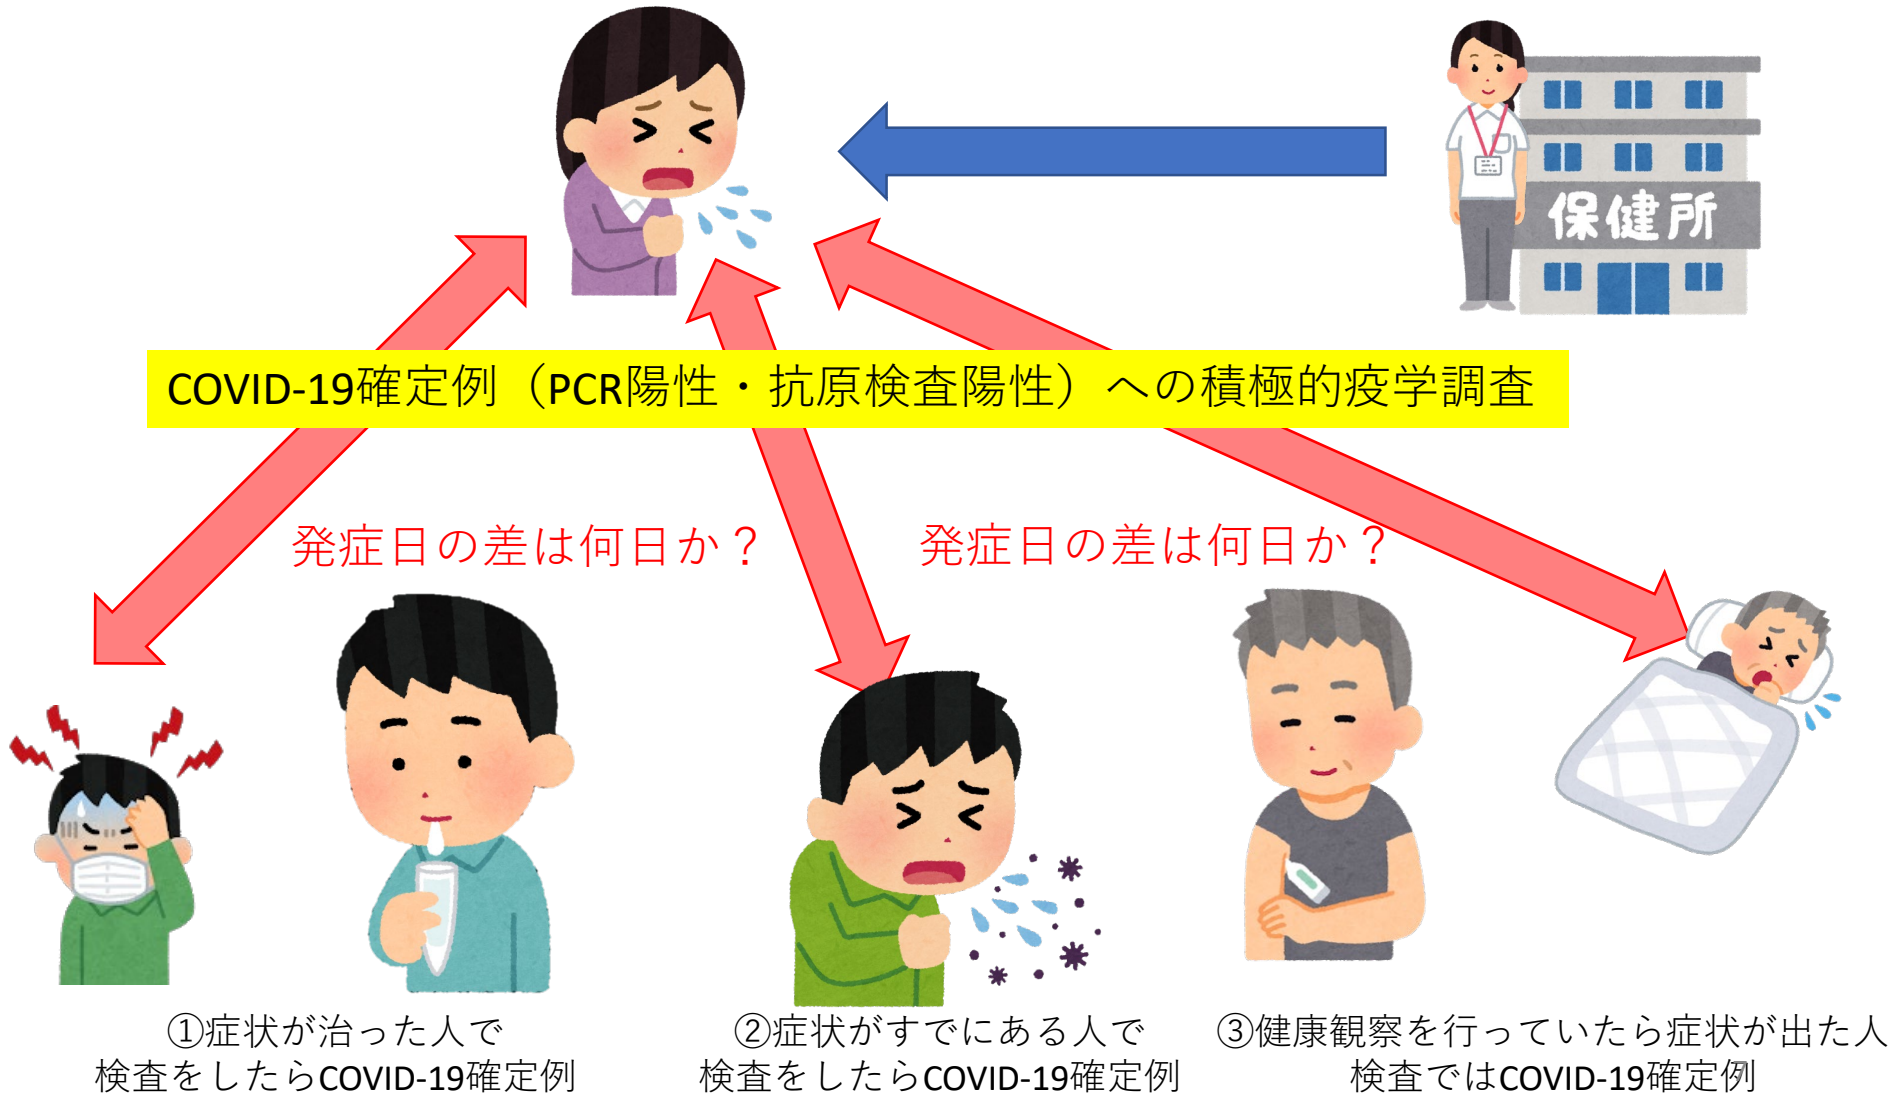 保健所
COVID-19確定例（PCR陽性・抗原検査陽性）への積極的疫学調査
発症日の差は何日か？
発症日の差は何日か？
①症状が治った人で
検査をしたらCOVID-19確定例
②症状がすでにある人で
検査をしたらCOVID-19確定例
③健康観察を行っていたら症状が出た人
検査ではCOVID-19確定例
7